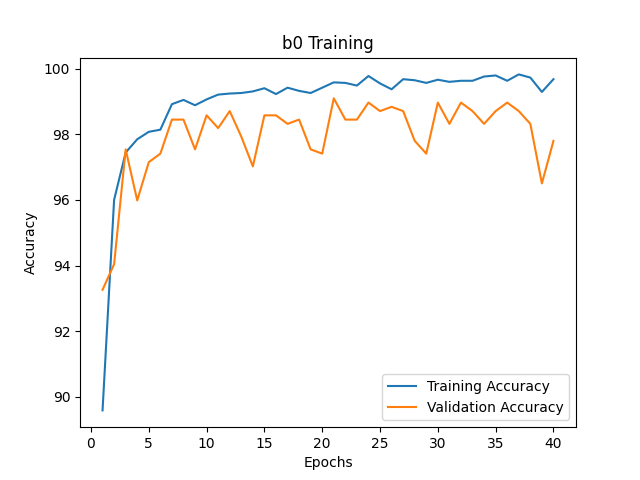 b0 Training
Accuracy
100
98
96
94
92
90
Training Accuracy
Validation Accuracy
0 5 10 15 20 25 30 35 40
Epochs